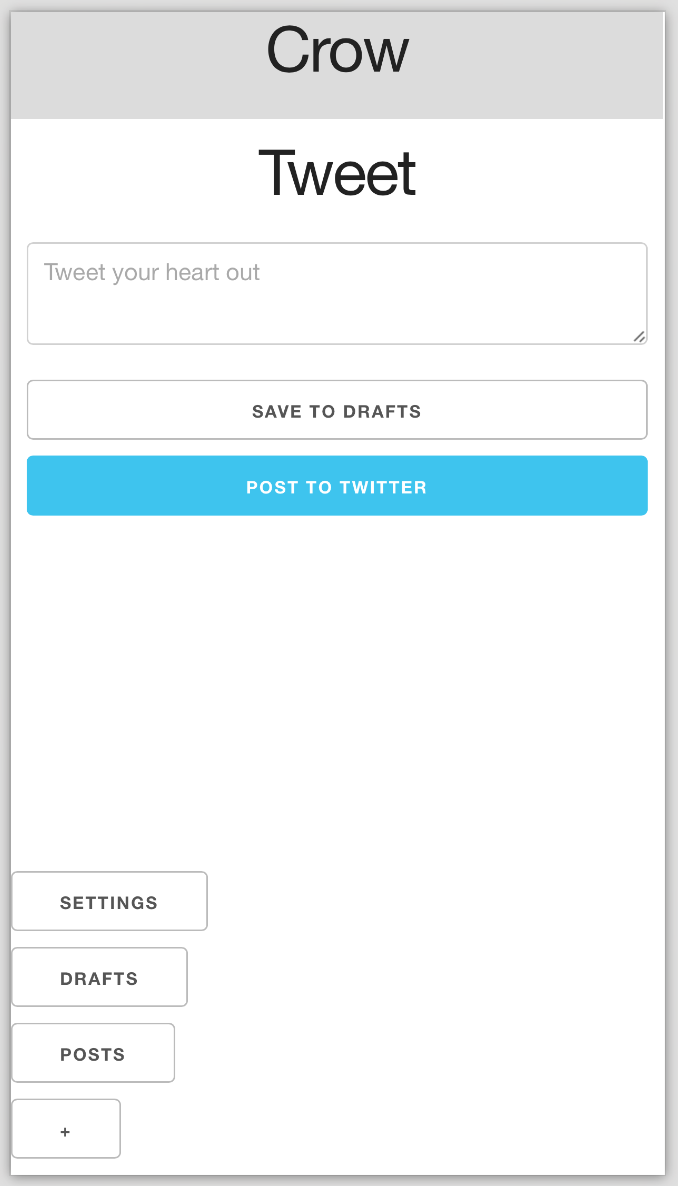 Crow
Tweet
Tweet your heart out
SAVE TO DRAFTS
POST TO TWITTER
SETTINGS
DRAFTS
POSTS
+